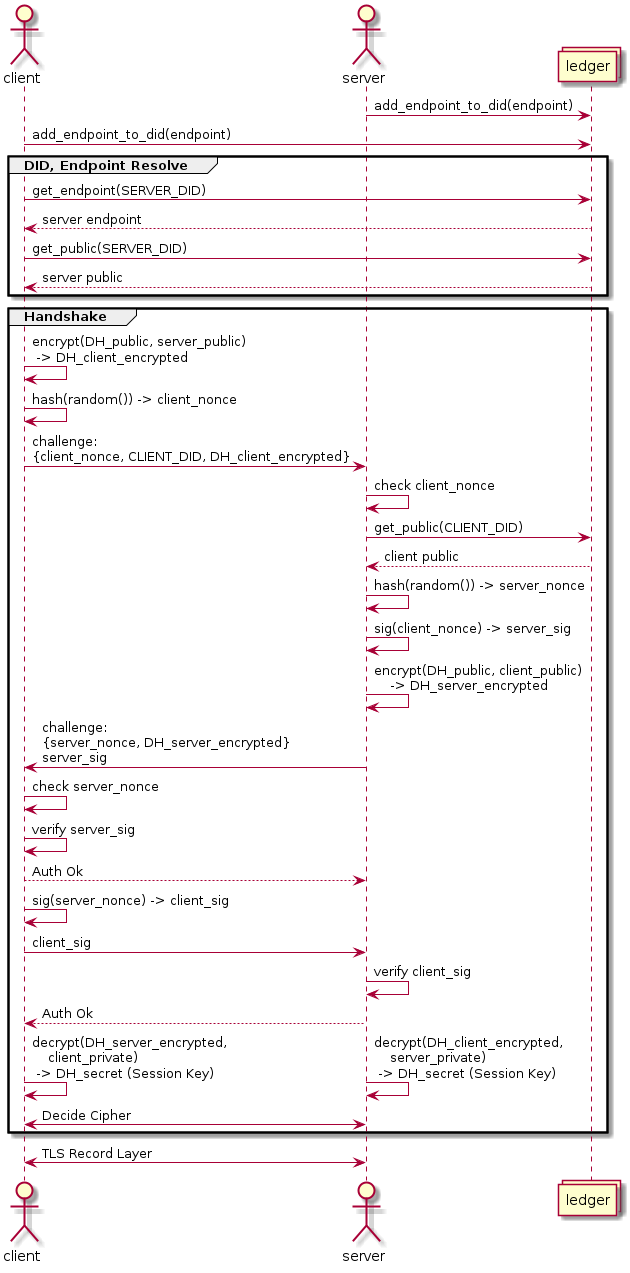 client
server
ledger
add_endpoint_to_did(endpoint)
add_endpoint_to_did(endpoint)
DID, Endpoint Resolve
get_endpoint(SERVER_DID)
server endpoint
get_public(SERVER_DID)
server public
Handshake
encrypt(DH_public, server_public)
-> DH_client_encrypted
hash(random()) -> client_nonce
challenge:
{client_nonce, CLIENT_DID, DH_client_encrypted}
check client_nonce
get_public(CLIENT_DID)
client public
hash(random()) -> server_nonce
sig(client_nonce) -> server_sig
encrypt(DH_public, client_public)
-> DH_server_encrypted
challenge:
{server_nonce, DH_server_encrypted}
server_sig
check server_nonce
verify server_sig
Auth Ok
sig(server_nonce) -> client_sig
client_sig
verify client_sig
Auth Ok
decrypt(DH_server_encrypted,
client_private)
-> DH_secret (Session Key)
decrypt(DH_client_encrypted,
server_private)
-> DH_secret (Session Key)
Decide Cipher
TLS Record Layer
client
server
ledger